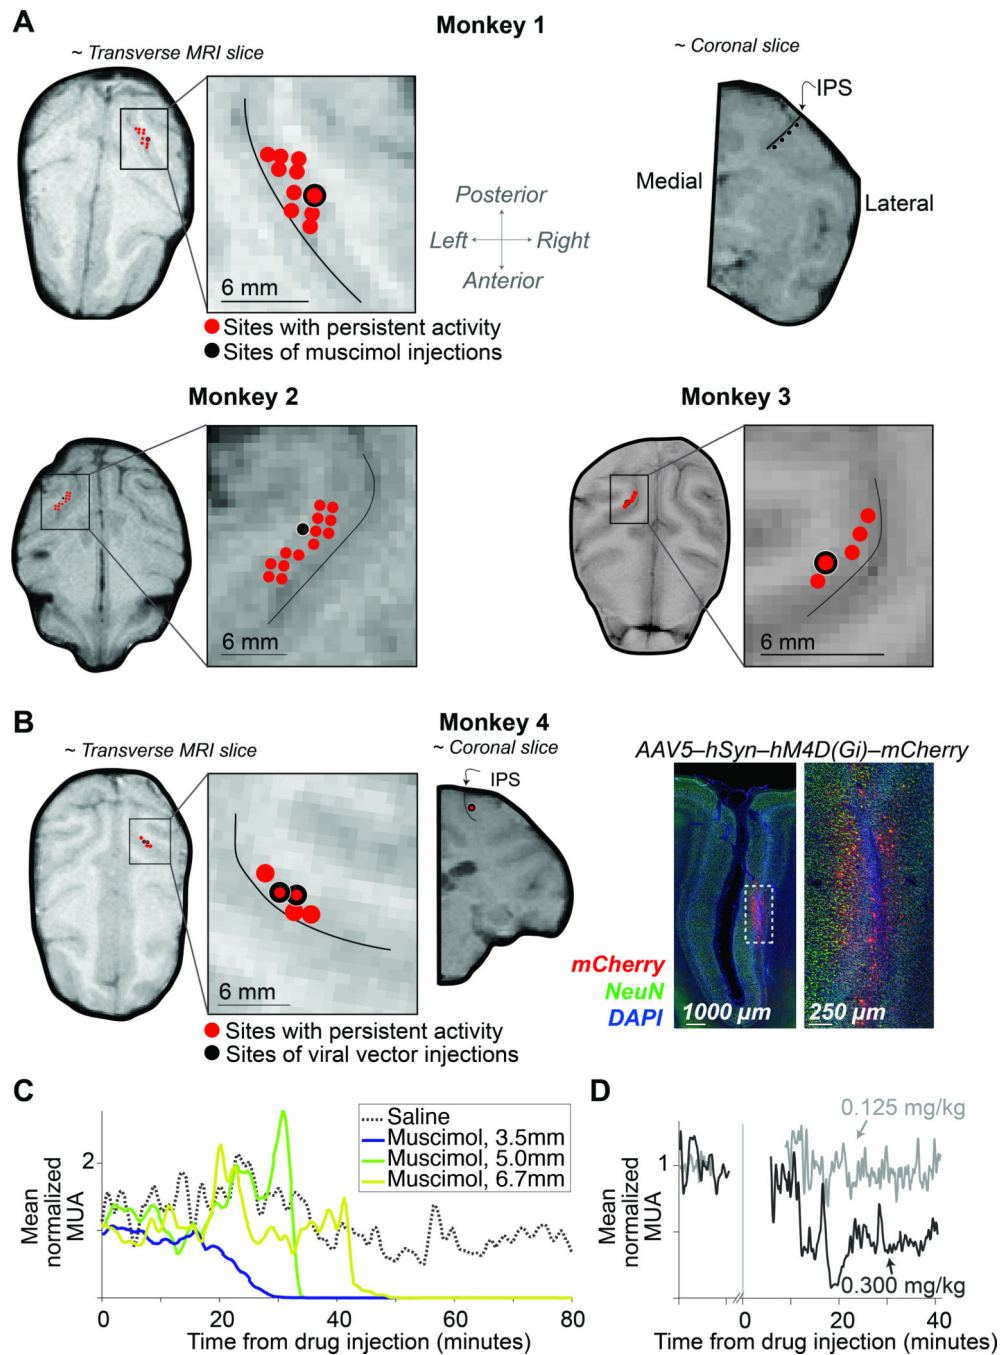 A
Monkey 1
~ Transverse MRI slice
~ Coronal slice
IPS
Medial
Lateral
Posterior
Left
Right
Anterior
6 mm
Sites with persistent activity
Sites of muscimol injections
Monkey 2
Monkey 3
6 mm
6 mm
B
Monkey 4
~ Transverse MRI slice
~ Coronal slice
IPS
AAV5–hSyn–hM4D(Gi)–mCherry
6 mm
mCherry
NeuN
DAPI
1000 µm
250 µm
Sites with persistent activity
Sites of viral vector injections
C
Saline
Muscimol, 3.5mm
Muscimol, 5.0mm
Muscimol, 6.7mm
2
Mean
normalized
MUA
0 20 40 60 80
Time from drug injection (minutes)
D
0.125 mg/kg
1
Mean
normalized
MUA
0.300 mg/kg
0 10 20 40
Time from drug injection (minutes)